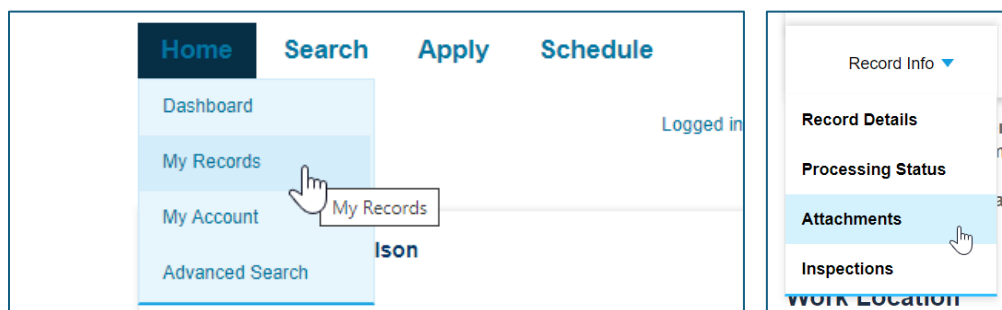 Home Search Apply Schedule
Dashboard
Logged in
My Records
My Records
My Account
lson
Advanced Search
Record Info
Record Details
Processing Status
Attachments
Inspections
Work Location